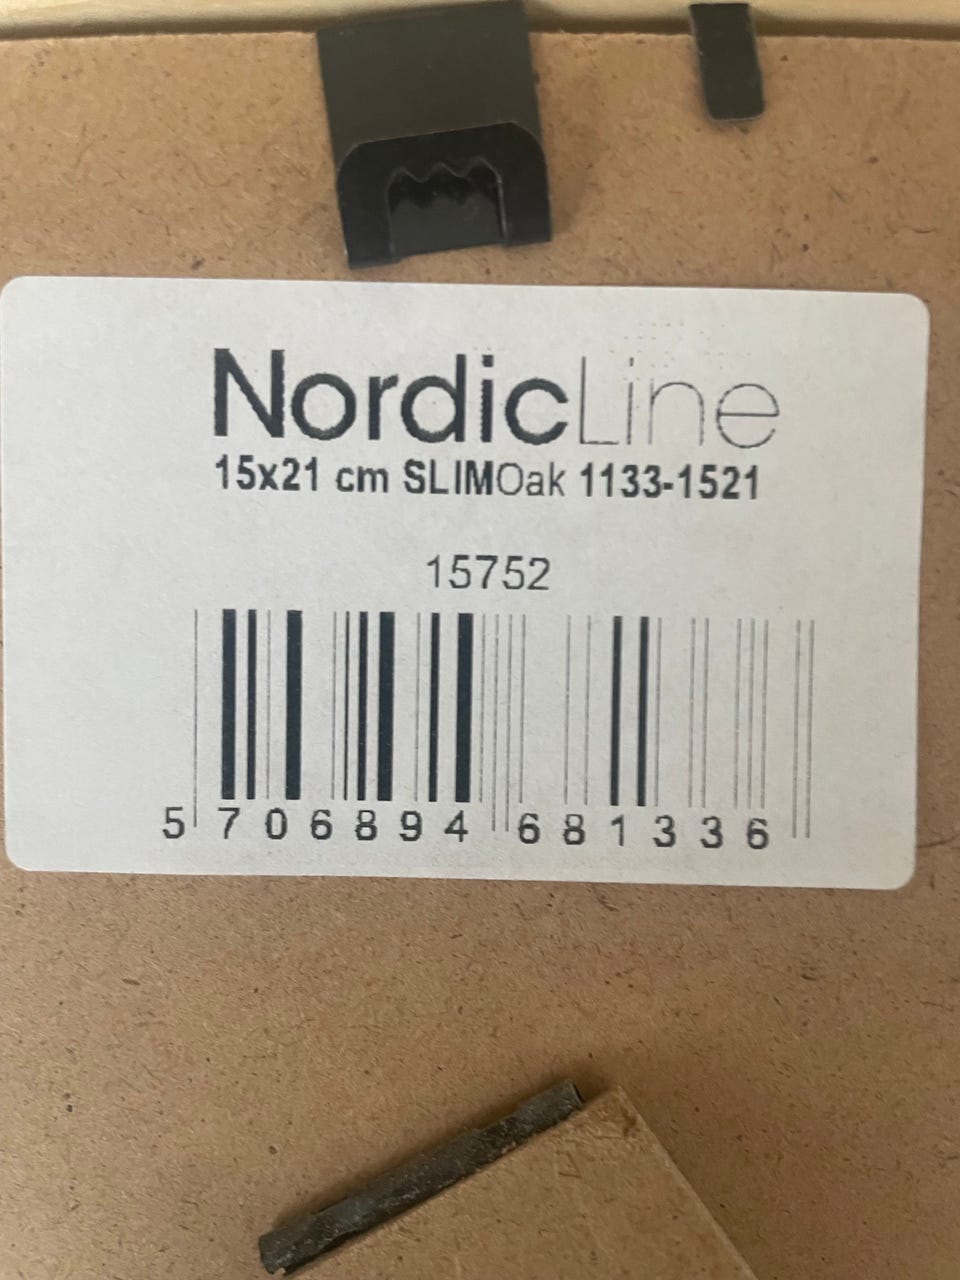 NordicLine
15x21 cm SLIMOak 1133-1521
15752
5 706894 681336